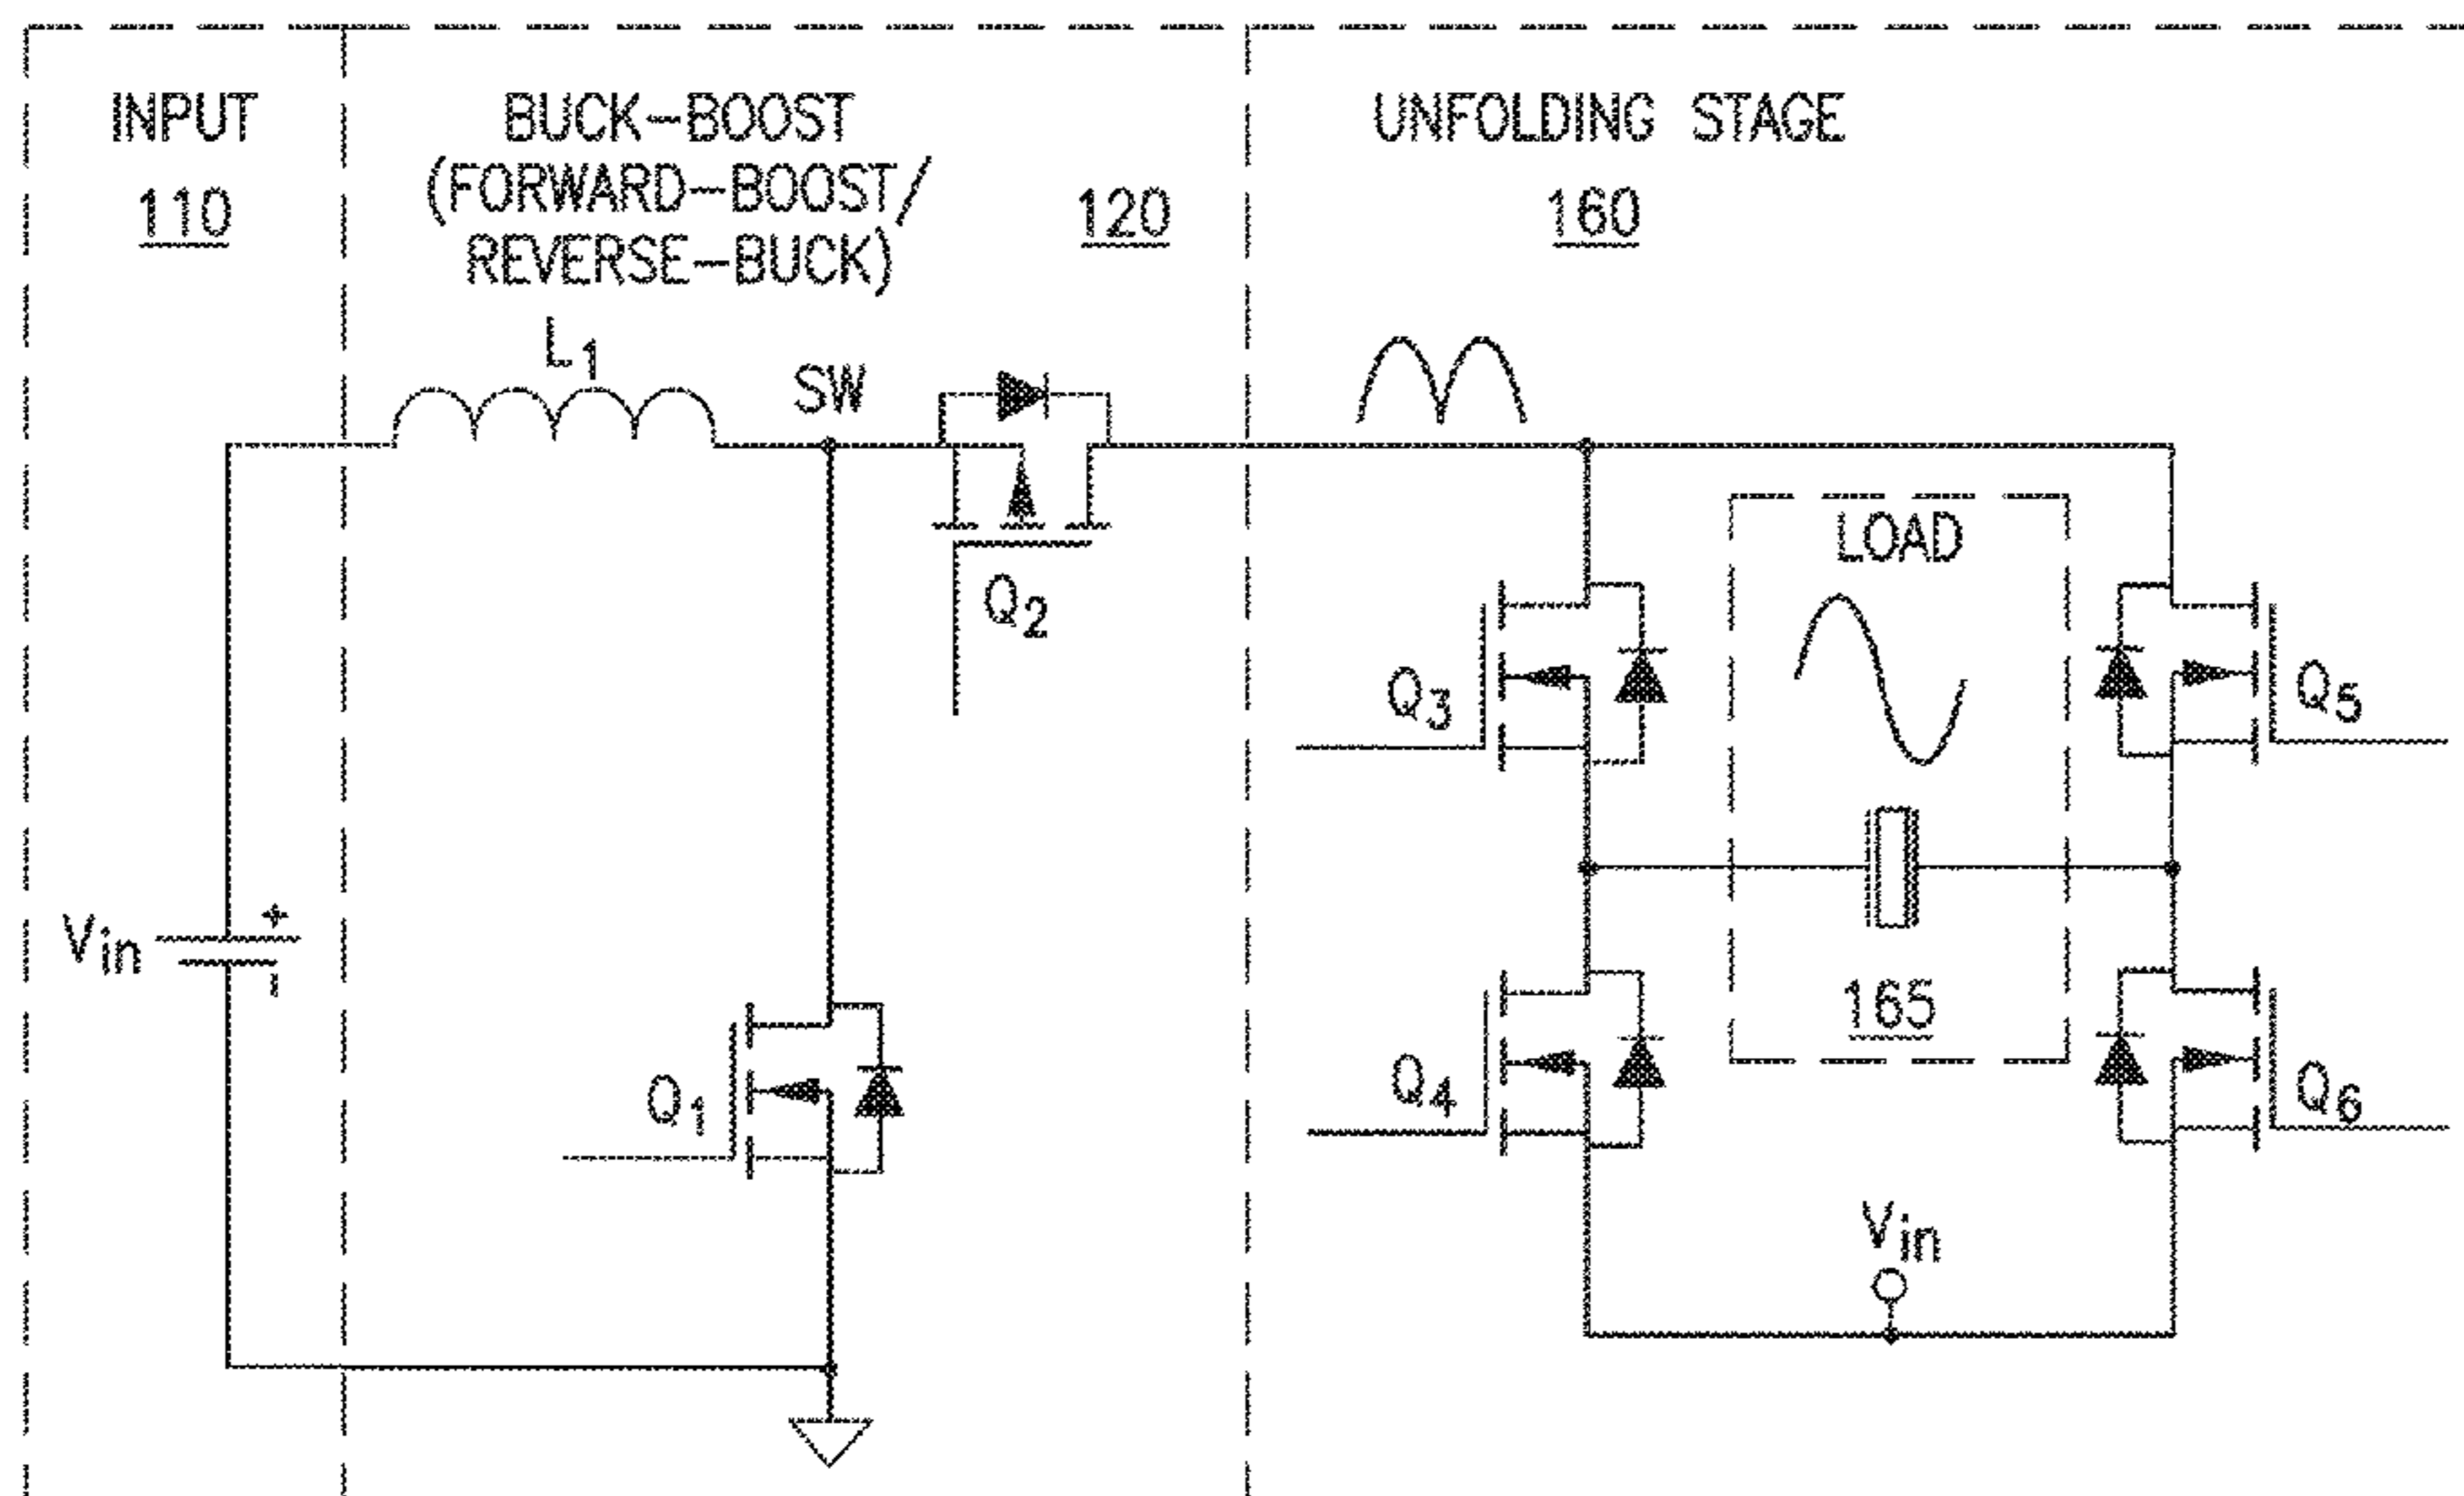 INPUT
110
BUCK–BOOST
(FORWARD–BOOST/
REVERSE–BUCK)
120
UNFOLDING STAGE
160
L1
SW
Q2
LOAD
Q3
Q5
Vin
+
-
165
Q1
Q4
Q6
Vin